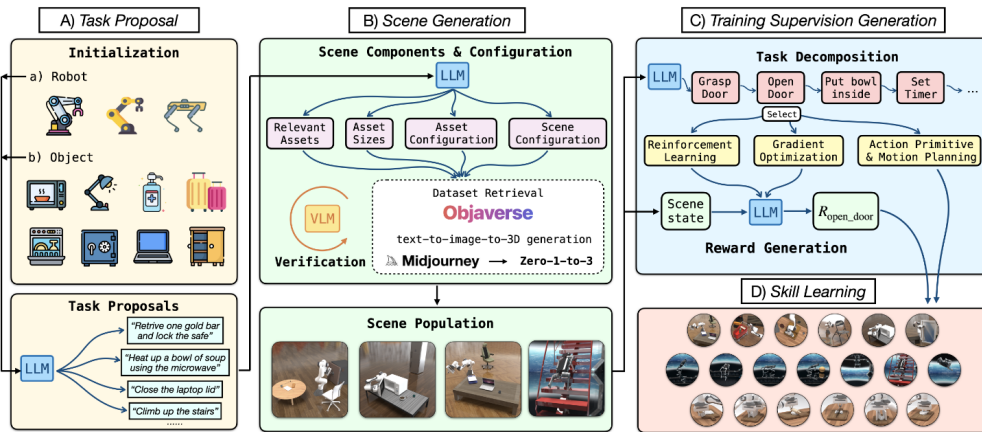 A) Task Proposal
Initialization
a) Robot
b) Object
Task Proposals
LLM
“Retrive one gold bar
and lock the safe”
“Heat up a bowl of soup
using the microwave”
“Close the laptop lid”
“Climb up the stairs”
......
B) Scene Generation
Scene Components & Configuration
LLM
Relevant
Assets
Asset
Sizes
Asset
Configuration
Scene
Configuration
VLM
Verification
Dataset Retrieval
Objaverse
text-to-image-to-3D generation
Midjourney
Zero-1-to-3
Scene Population
C) Training Supervision Generation
Task Decomposition
LLM
Grasp
Door
Open
Door
Put bowl
inside
Set
Timer
...
Select
Reinforcement
Learning
Gradient
Optimization
Action Primitive
& Motion Planning
Scene
state
LLM
Ropen_door
Reward Generation
D) Skill Learning